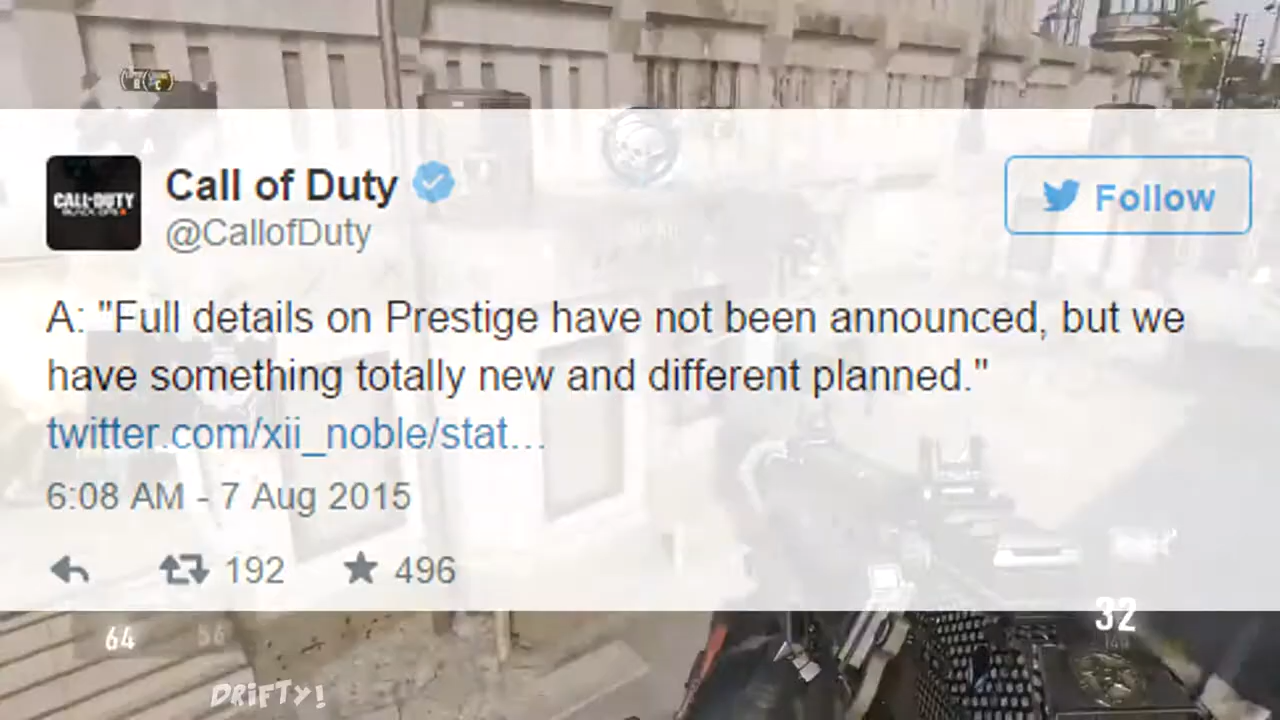 CALL·DUTY
BLACK OPS
Call of Duty
@CallofDuty
Follow
A: "Full details on Prestige have not been announced, but we
have something totally new and different planned."
twitter.com/xii_noble/stat...
6:08 AM - 7 Aug 2015
192
496
32
64
56
DRiFTy!